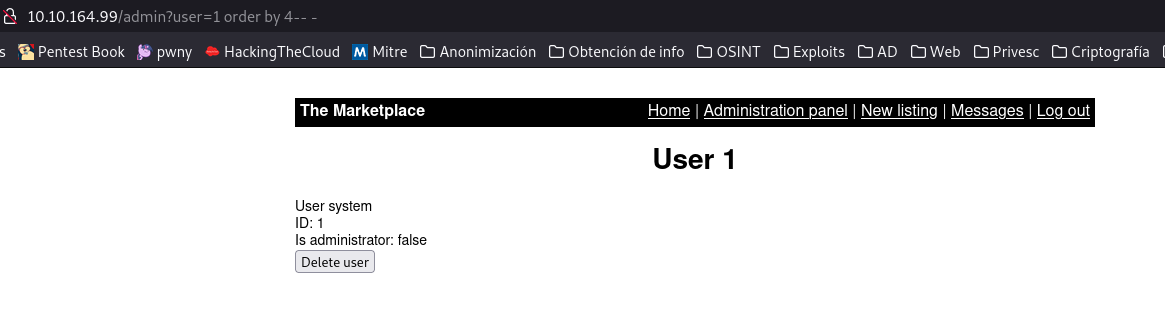 10.10.164.99/admin?user=1 order by 4-- -
s Pentest Book pwny HackingTheCloud Mitre Anonimización Obtención de info OSINT Exploits AD Web Privesc Criptografía
The Marketplace Home | Administration panel | New listing | Messages | Log out
User 1
User system
ID: 1
Is administrator: false
Delete user